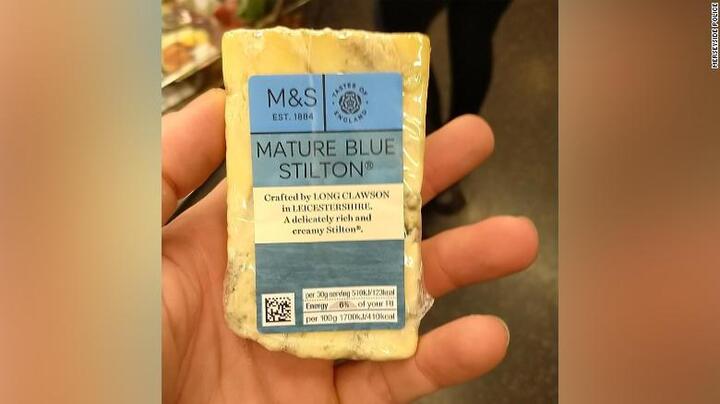 M&S
EST. 1884
TASTES OF ENGLAND
MATURE BLUE
STILTON®
Crafted by LONG CLAWSON
in LEICESTERSHIRE.
A delicately rich and
creamy Stilton®.
per 30g serving 510kJ/123kcal
Energy 6% of your RI
per 100g 1700kJ/410kcal
MERSEYSIDE POLICE